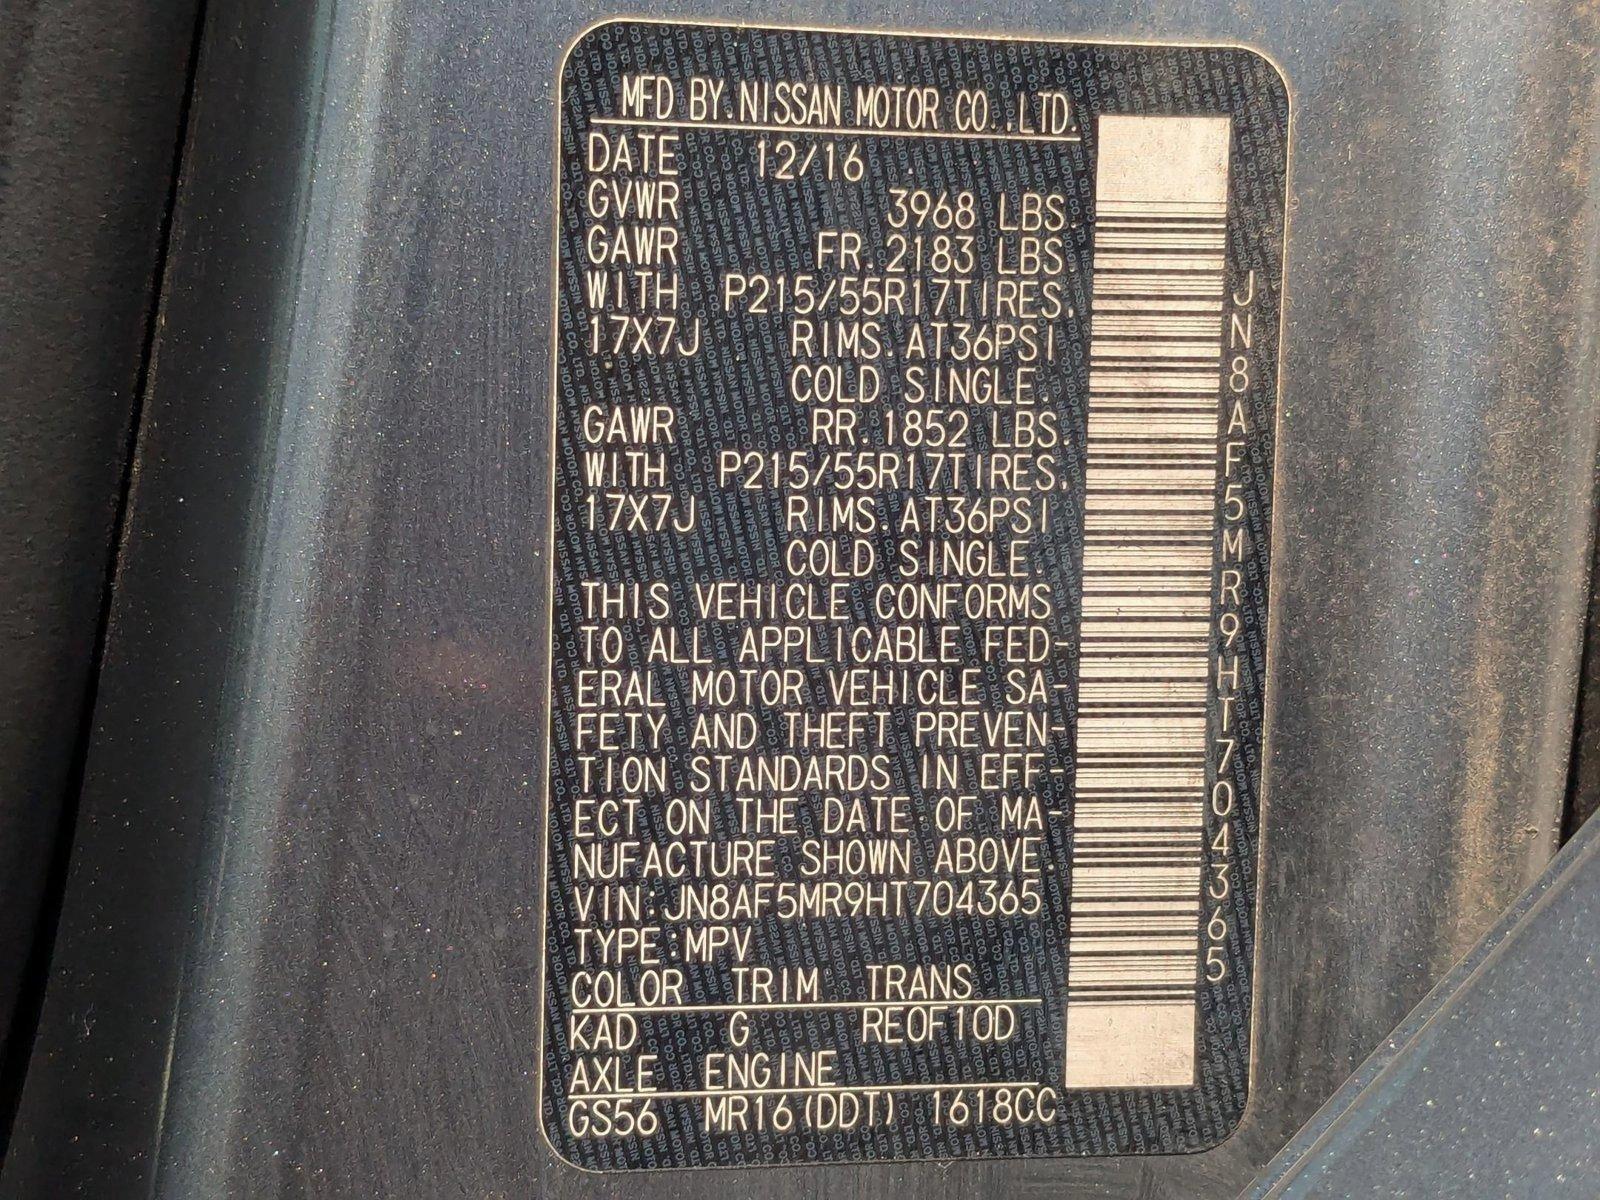 MFD BY.NISSAN MOTOR CO.,LTD.
DATE 12/16
GVWR 3968 LBS.
GAWR FR.2183 LBS.
WITH P215/55R17TIRES.
17X7J RIMS.AT36PSI
COLD SINGLE.
GAWR RR.1852 LBS.
WITH P215/55R17TIRES.
17X7J RIMS.AT36PSI
COLD SINGLE.
THIS VEHICLE CONFORMS
TO ALL APPLICABLE FED-
ERAL MOTOR VEHICLE SA-
FETY AND THEFT PREVEN-
TION STANDARDS IN EFF-
ECT ON THE DATE OF MA-
NUFACTURE SHOWN ABOVE.
VIN:JN8AF5MR9HT704365
TYPE:MPV
COLOR TRIM TRANS
KAD G RE0F10D
AXLE ENGINE
GS56 MR16(DDT) 1618CC
JN8AF5MR9HT704365